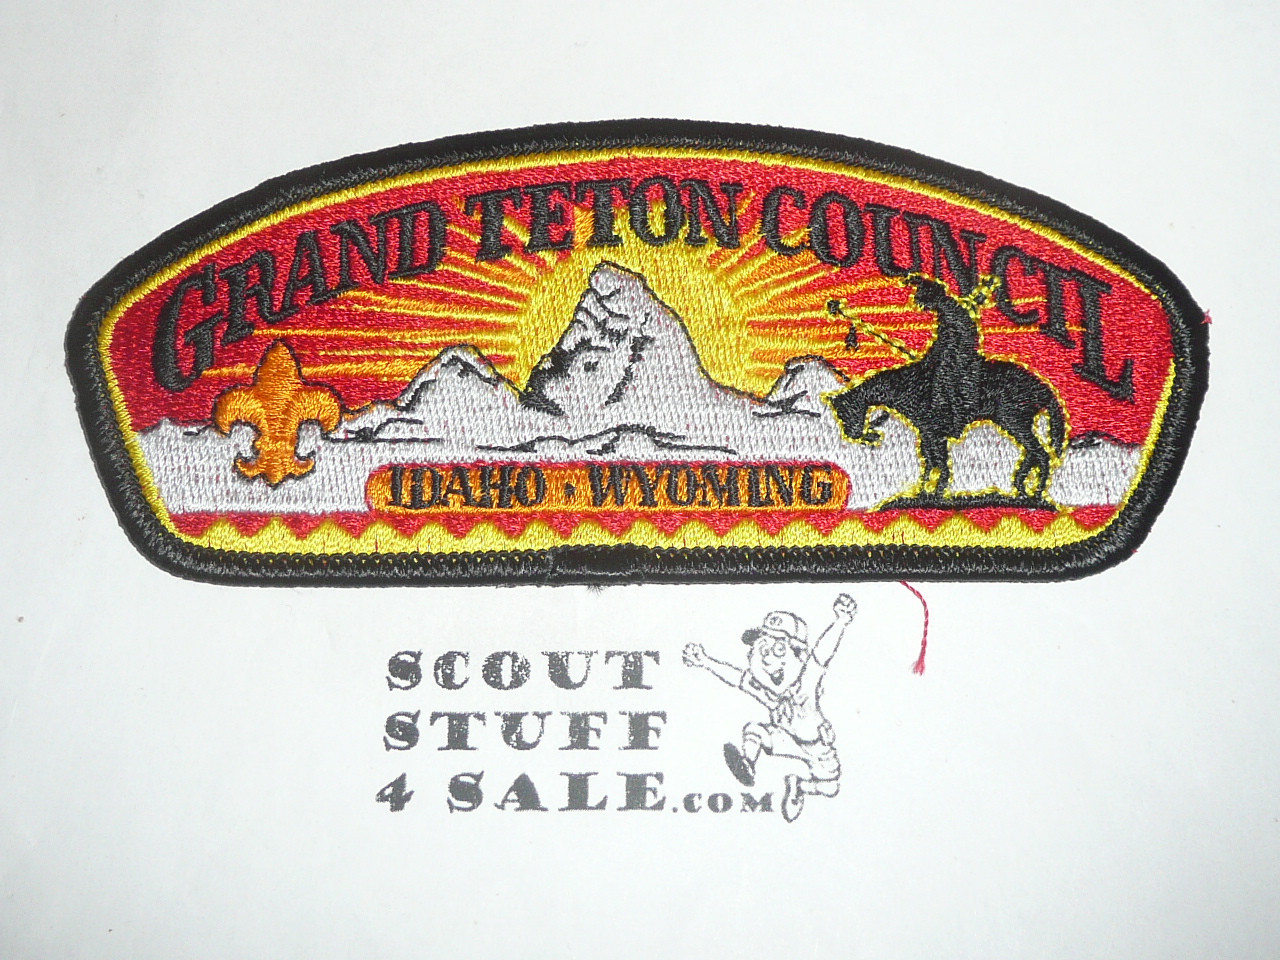 GRAND TETON COUNCIL
IDAHO · WYOMING
SCOUT
STUFF
4 SALE.COM